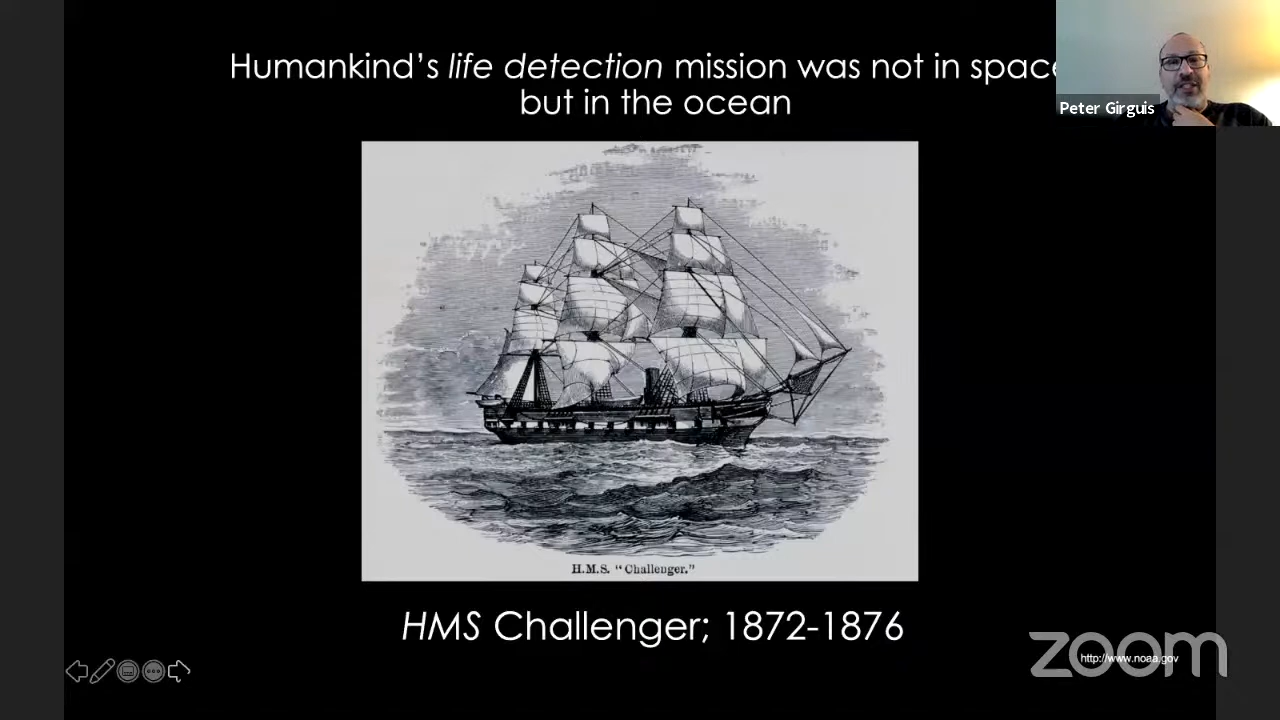 Humankind's life detection mission was not in space
but in the ocean
Peter Girguis
H.M.S. "Challenger."
HMS Challenger; 1872-1876
zoom
http://www.noaa.gov